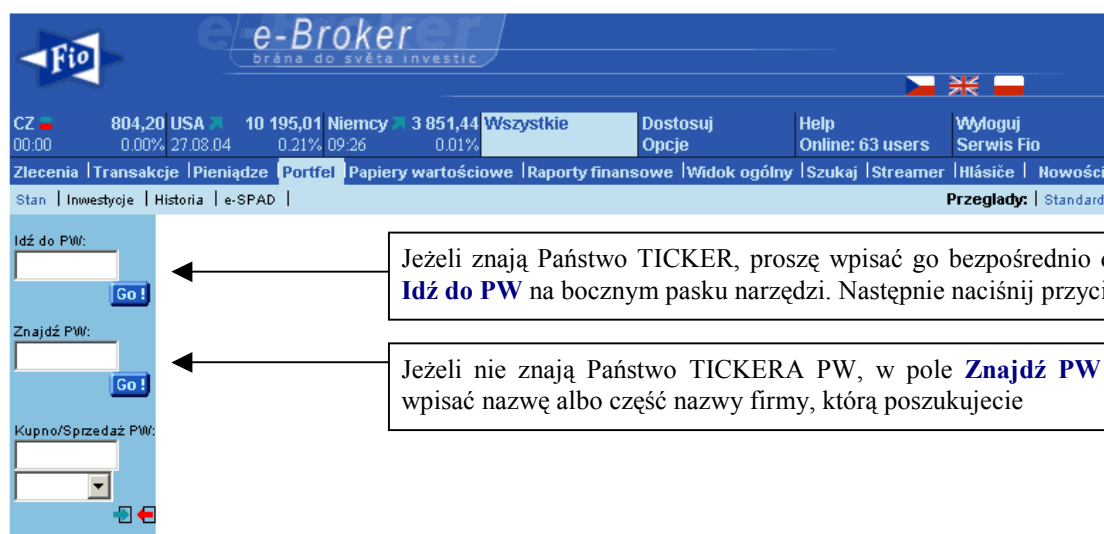 Fio
e-Broker
brána do světa investic
CZ 804,20 USA 10 195,01 Niemcy 3 851,44 Wszystkie Dostosuj Help Wyloguj
00:00 0.00% 27.08.04 0.21% 09:26 0.01% Opcje Online: 63 users Serwis Fio
Zlecenia | Transakcje | Pieniądze | Portfel | Papiery wartościowe | Raporty finansowe | Widok ogólny | Szukaj | Streamer | Hlásiče | Nowości
Stan | Inwestycje | Historia | e-SPAD | Przeglady: | Standard
Idź do PW:
Go !
Jeżeli znają Państwo TICKER, proszę wpisać go bezpośrednio
Idź do PW na bocznym pasku narzędzi. Następnie naciśnij przyci
Znajdź PW:
Go !
Jeżeli nie znają Państwo TICKERA PW, w pole Znajdź PW
wpisać nazwę albo część nazwy firmy, którą poszukujecie
Kupno/Sprzedaż PW: